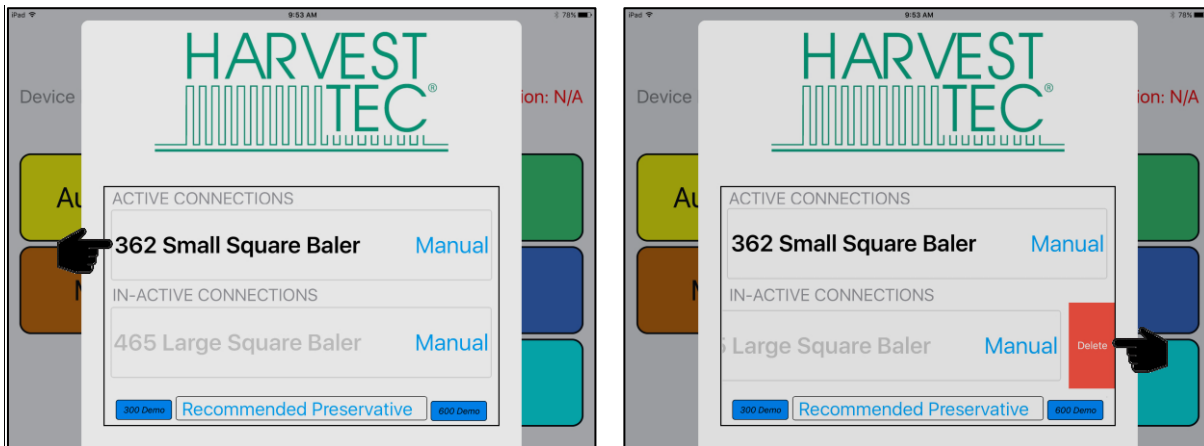 iPad 9:53 AM 78%
HARVEST
TEC®
Device
ion: N/A
Au
ACTIVE CONNECTIONS
362 Small Square Baler Manual
IN-ACTIVE CONNECTIONS
465 Large Square Baler Manual
300 Demo Recommended Preservative 600 Demo
iPad 9:53 AM 78%
HARVEST
TEC®
Device
ion: N/A
Au
ACTIVE CONNECTIONS
362 Small Square Baler Manual
IN-ACTIVE CONNECTIONS
Large Square Baler Manual Delete
300 Demo Recommended Preservative 600 Demo